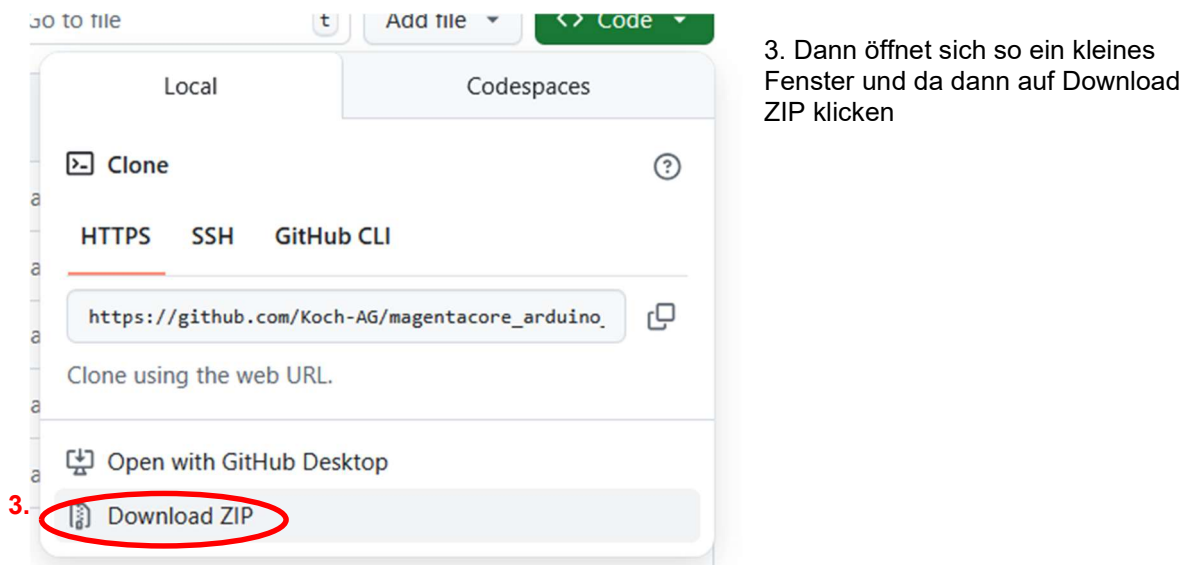 Go to file
t
Add file
<> Code
3. Dann öffnet sich so ein kleines
Fenster und da dann auf Download
ZIP klicken
Local
Codespaces
Clone
HTTPS
SSH
GitHub CLI
https://github.com/Koch-AG/magentacore_arduino_
Clone using the web URL.
Open with GitHub Desktop
3.
Download ZIP